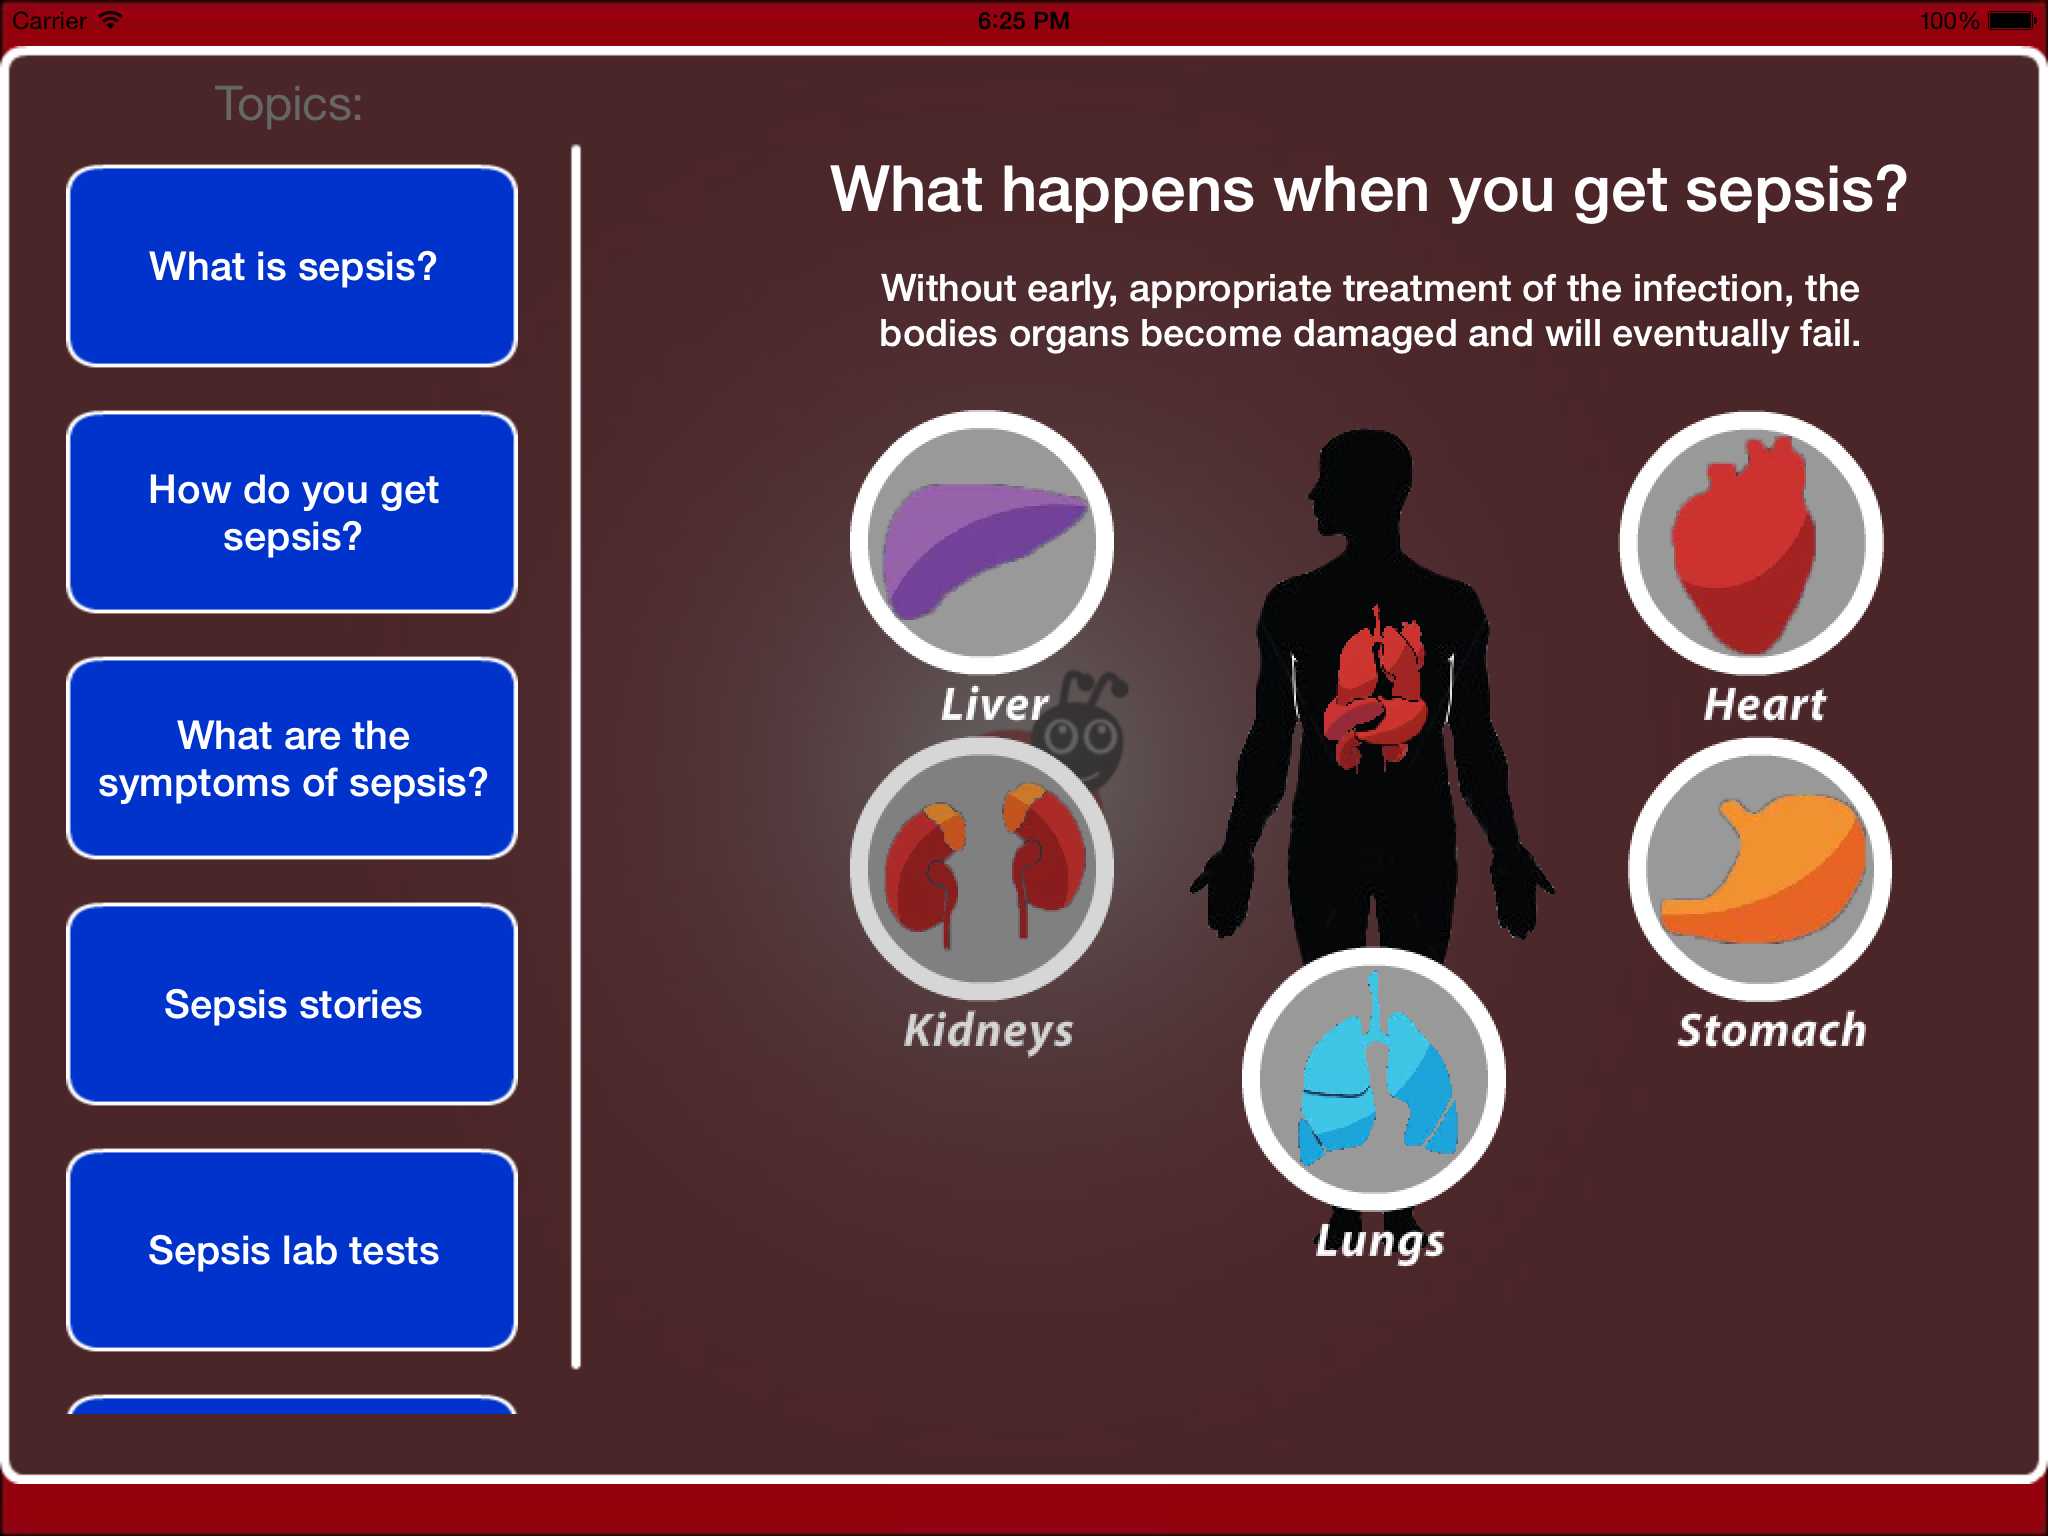 Carrier
6:25 PM
100%
Topics:
What is sepsis?
How do you get
sepsis?
What are the
symptoms of sepsis?
Sepsis stories
Sepsis lab tests
What happens when you get sepsis?
Without early, appropriate treatment of the infection, the
bodies organs become damaged and will eventually fail.
Liver
Heart
Kidneys
Stomach
Lungs